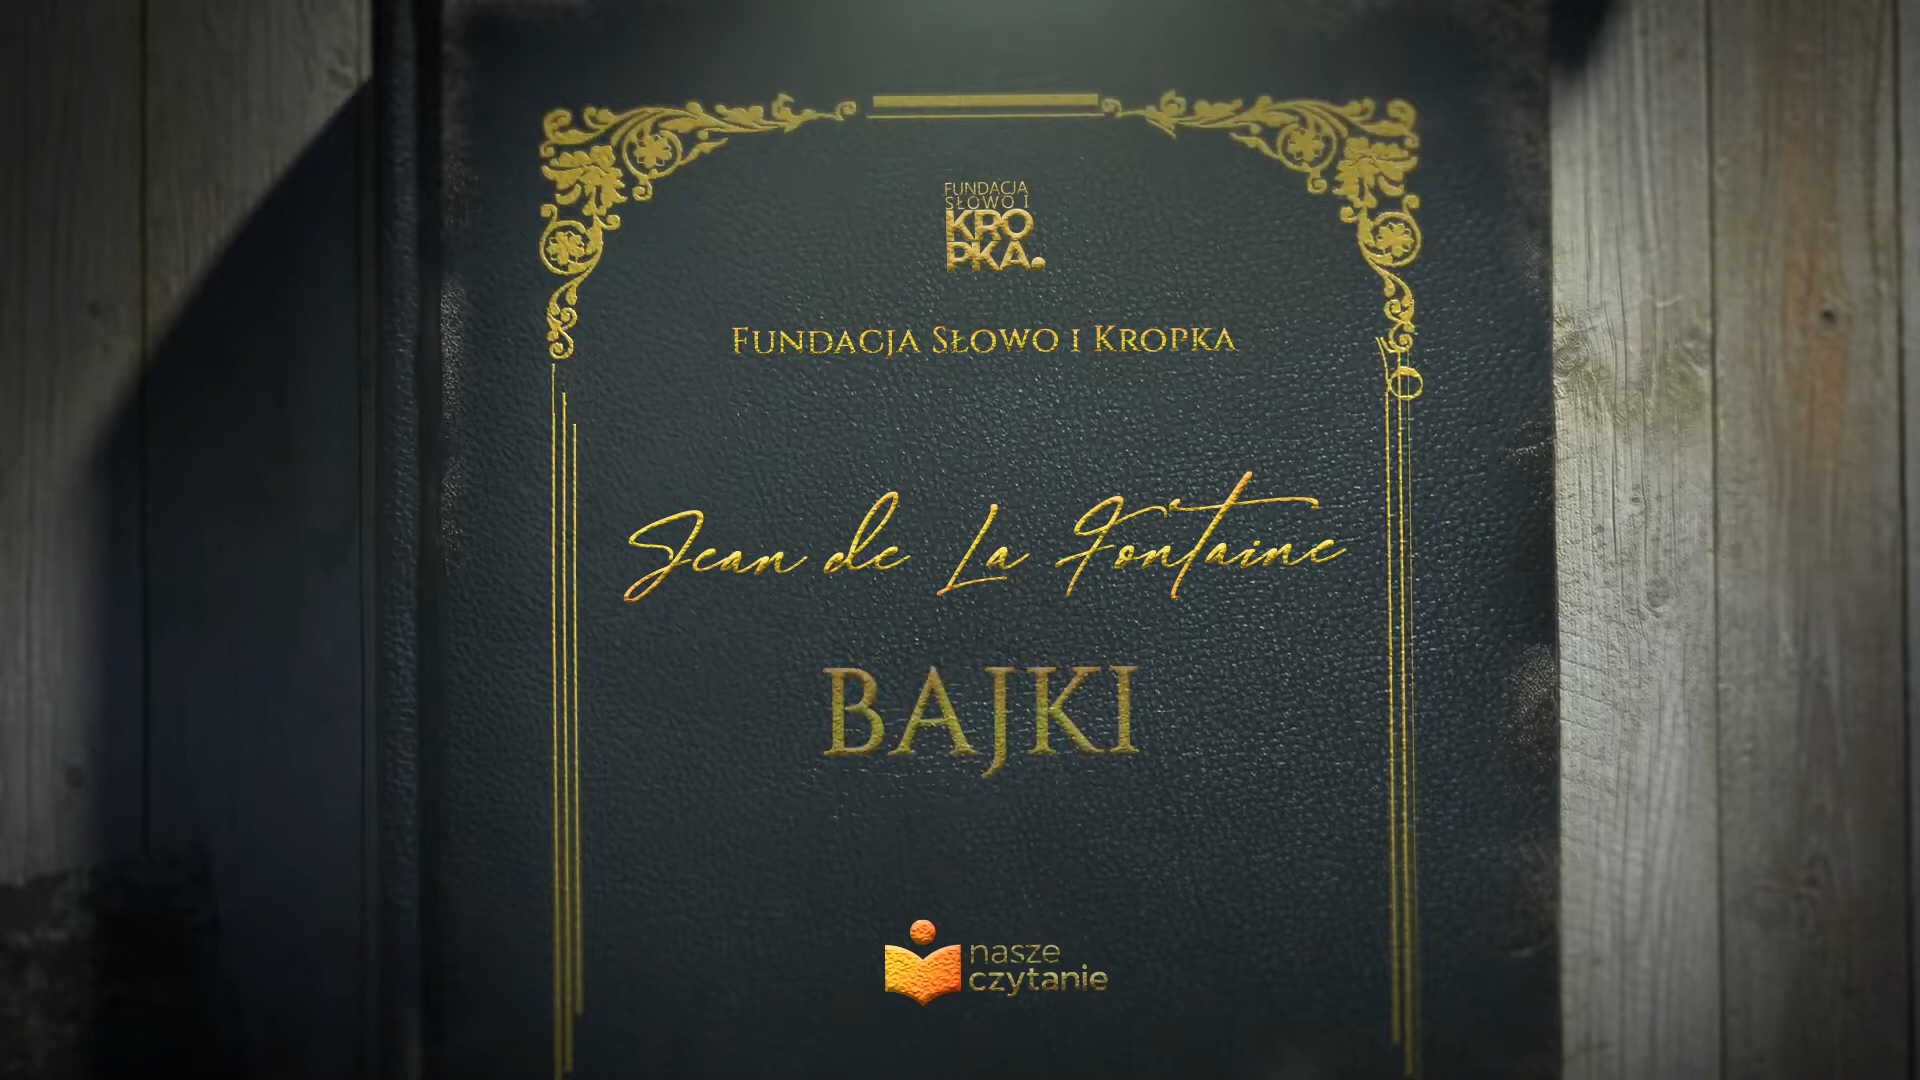 FUNDACJA
SŁOWO I
KRO
PKA.
Fundacja Słowo i Kropka
Jean de La Fontaine
BAJKI
nasze
czytanie